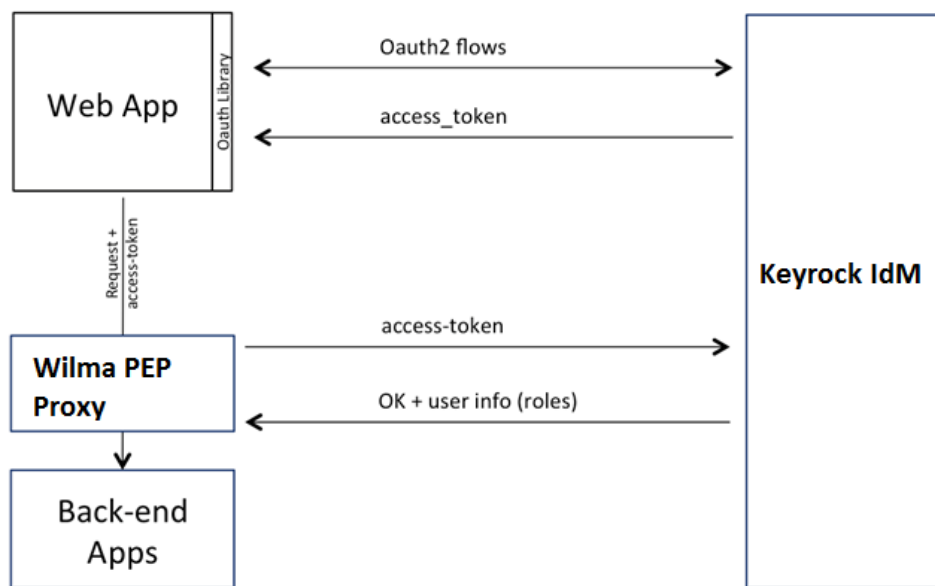 Web App
Oauth Library
Oauth2 flows
access_token
Request +
access-token
Keyrock IdM
Wilma PEP
Proxy
access-token
OK + user info (roles)
Back-end
Apps